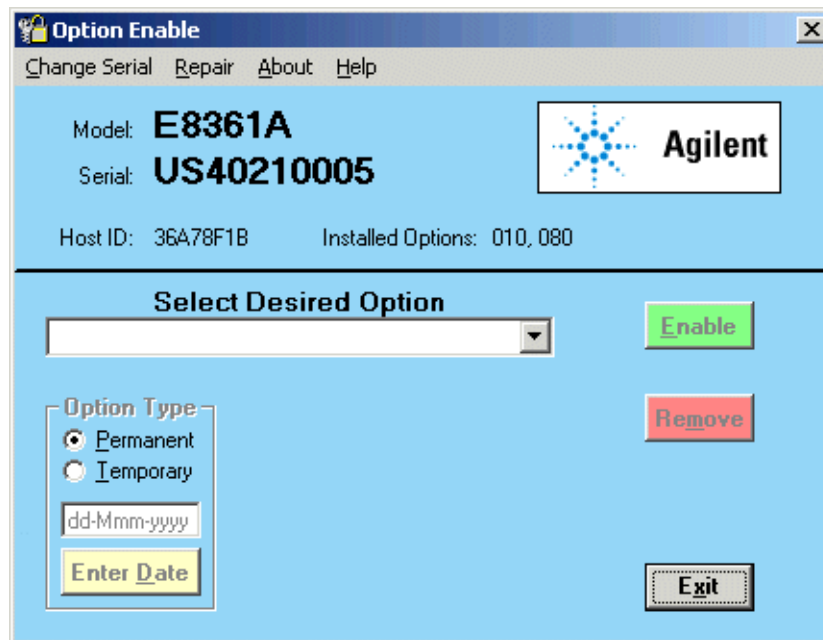 Option Enable
Change Serial Repair About Help
Model: E8361A
Agilent
Serial: US40210005
Host ID: 36A78F1B Installed Options: 010, 080
Select Desired Option
Enable
Option Type
Remove
Permanent
Temporary
dd-Mmm-yyyy
Enter Date
Exit